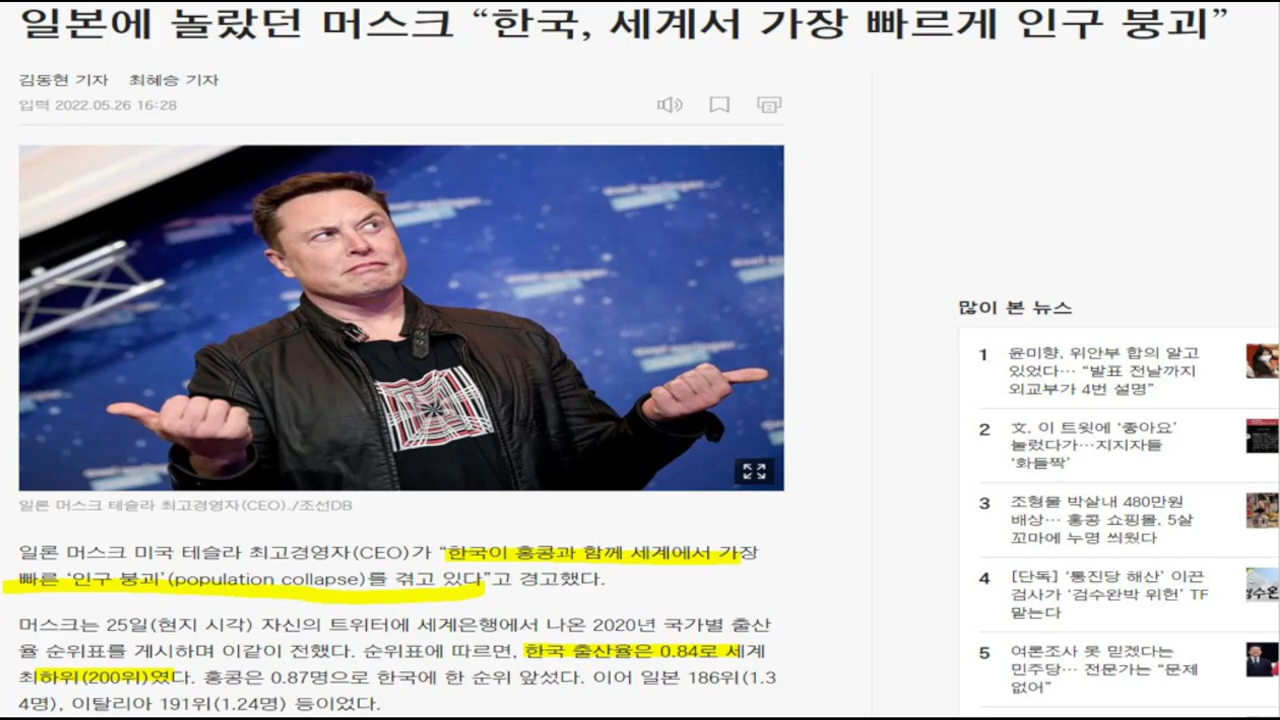 일본에 놀랐던 머스크 “한국, 세계서 가장 빠르게 인구 붕괴”
김동현 기자 최혜승 기자
입력 2022.05.26 16:28
일론 머스크 테슬라 최고경영자(CEO)./조선DB
일론 머스크 미국 테슬라 최고경영자(CEO)가 “한국이 홍콩과 함께 세계에서 가장
빠른 ‘인구 붕괴’(population collapse)를 겪고 있다”고 경고했다.
머스크는 25일(현지 시각) 자신의 트위터에 세계은행에서 나온 2020년 국가별 출산
율 순위표를 게시하며 이같이 전했다. 순위표에 따르면, 한국 출산율은 0.84로 세계
최하위(200위)였다. 홍콩은 0.87명으로 한국에 한 순위 앞섰다. 이어 일본 186위(1.3
4명), 이탈리아 191위(1.24명) 등이었다.
많이 본 뉴스
1 윤미향, 위안부 합의 알고
있었다… “발표 전날까지
외교부가 4번 설명”
2 文, 이 트윗에 ‘좋아요’
눌렀다가…지지자들
‘화들짝’
3 조형물 박살내 480만원
배상… 홍콩 쇼핑몰, 5살
꼬마에 누명 씌웠다
4 [단독] ‘통진당 해산’ 이끈
검사가 ‘검수완박 위헌’ TF
맡는다
5 여론조사 못 믿겠다는
민주당… 전문가는 “문제
없어”